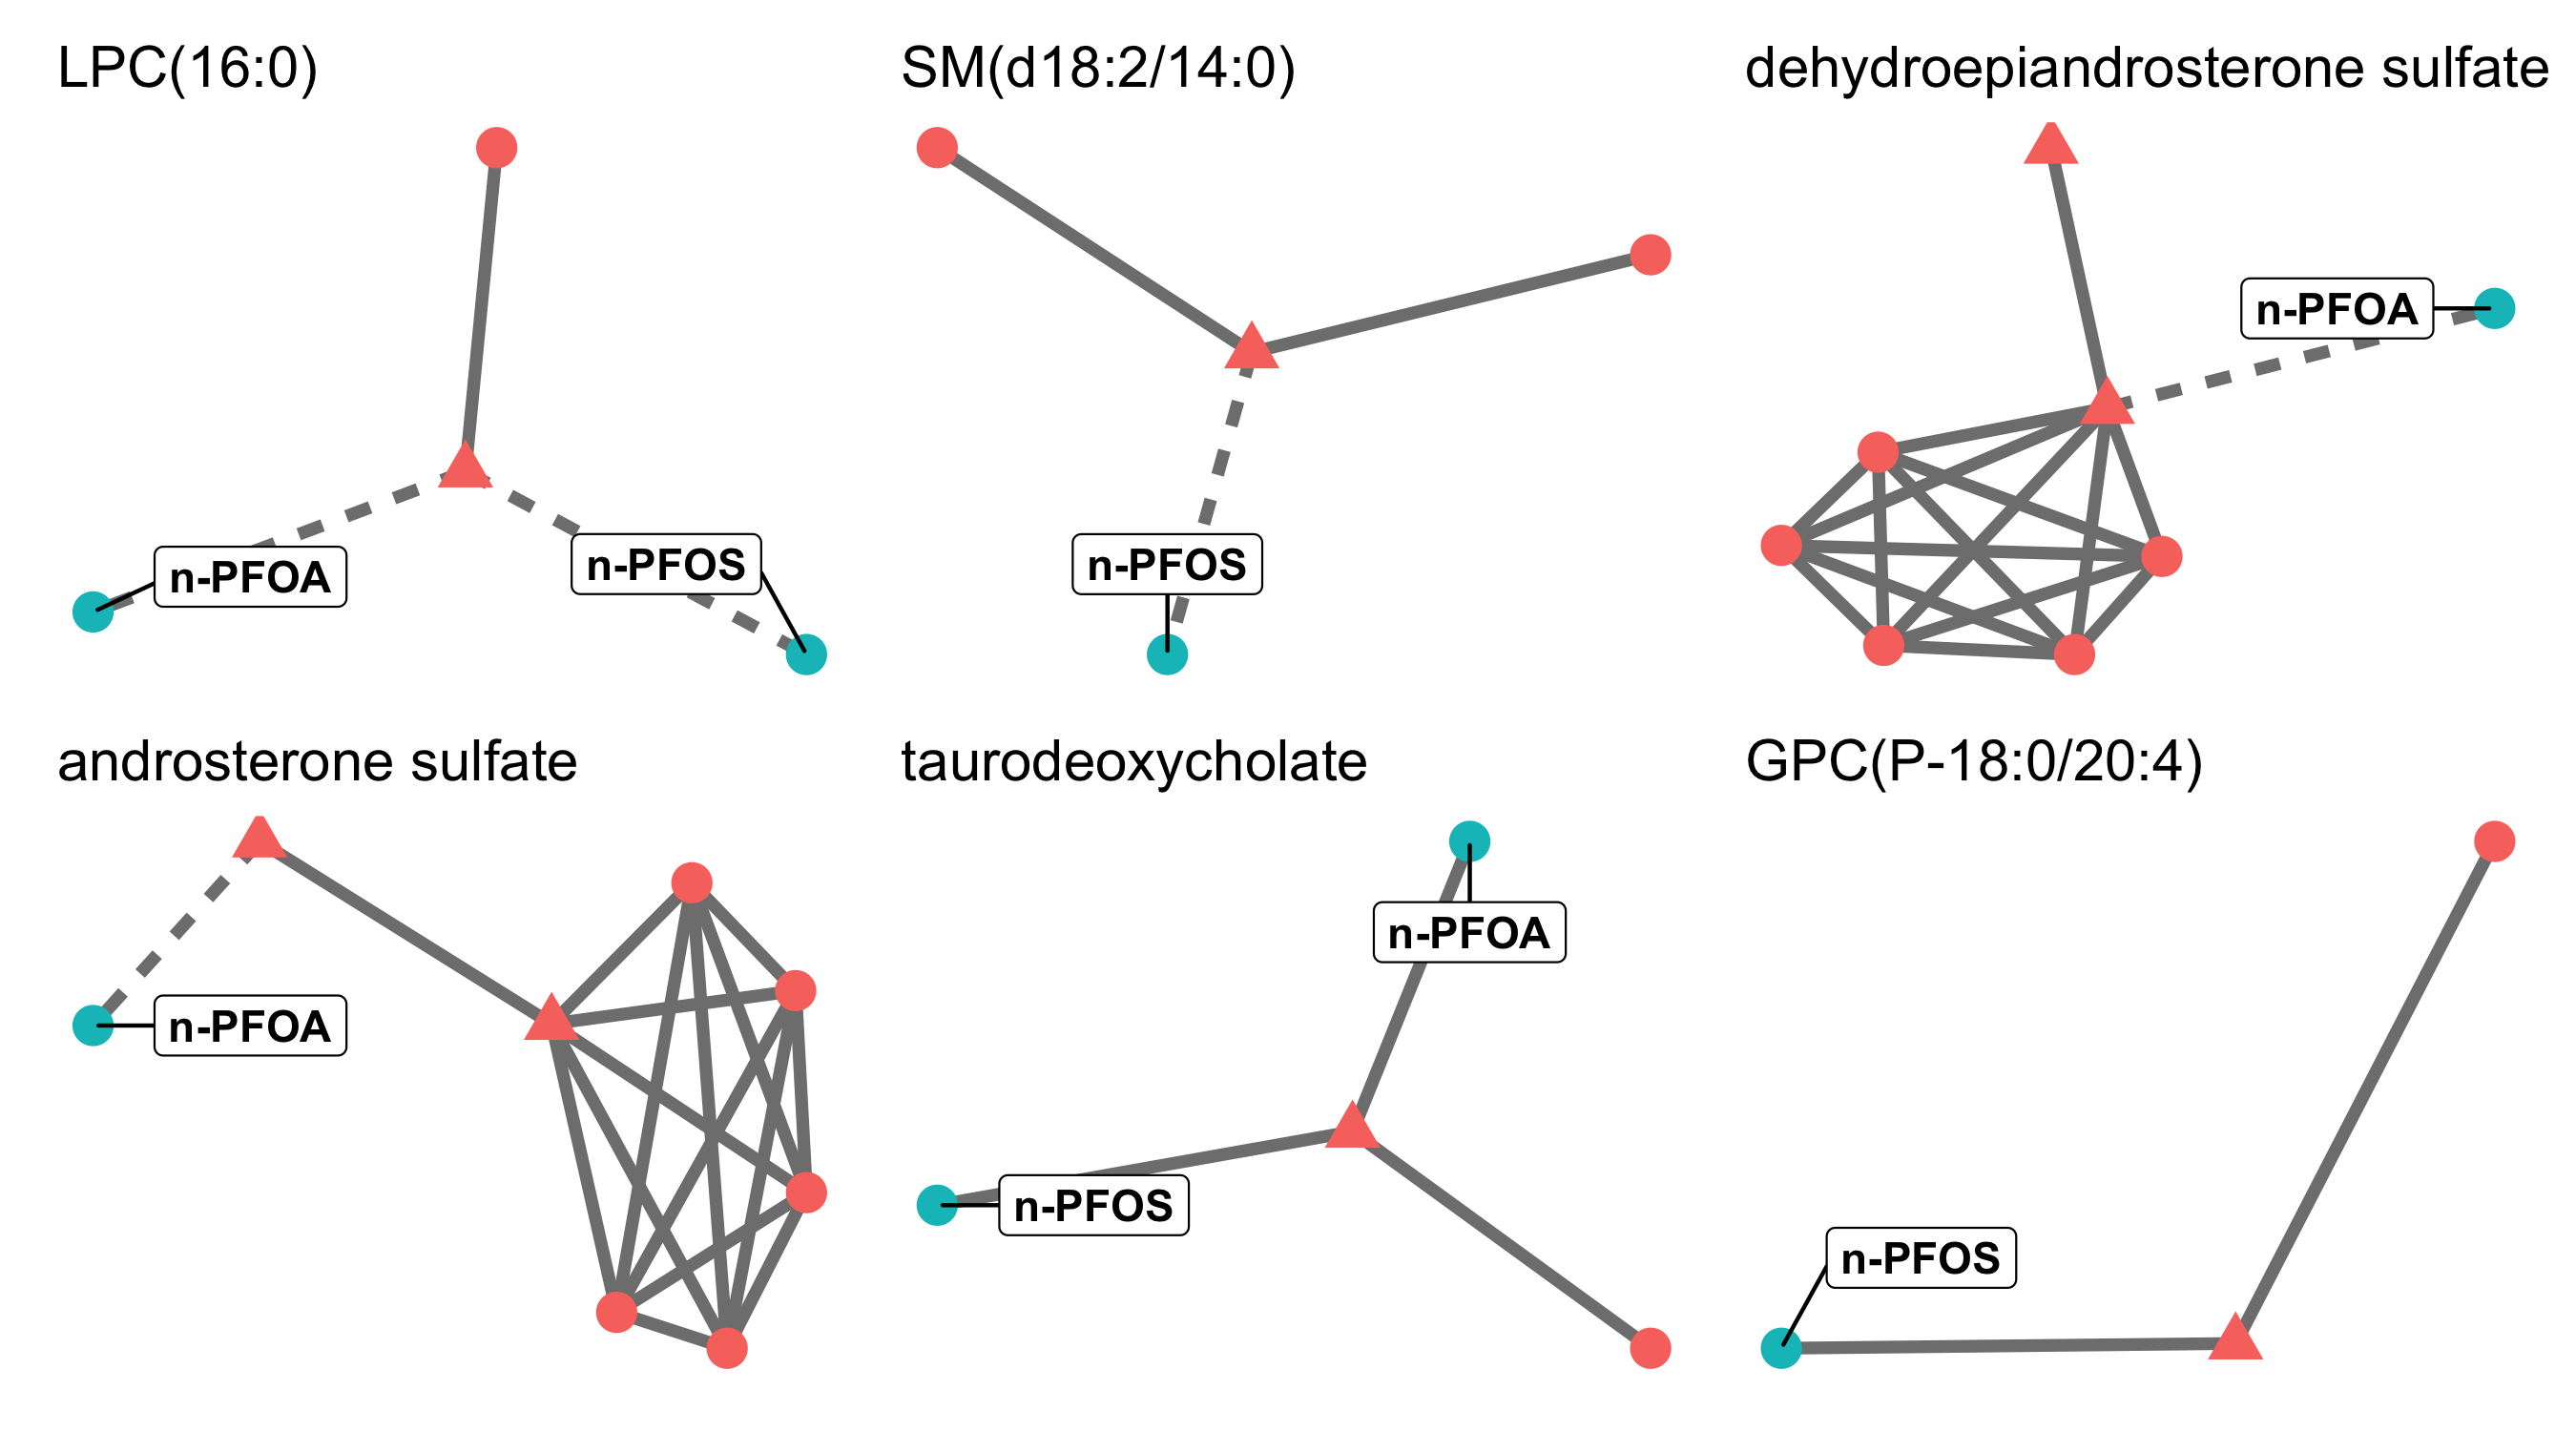 LPC(16:0)
SM(d18:2/14:0)
dehydroepiandrosterone sulfate
n-PFOA
n-PFOS
n-PFOS
n-PFOA
androsterone sulfate
taurodeoxycholate
GPC(P-18:0/20:4)
n-PFOA
n-PFOA
n-PFOS
n-PFOS